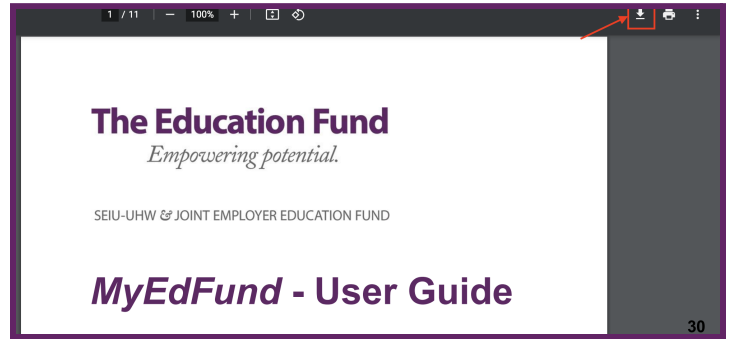 1 / 11 | − 100% + |
The Education Fund
Empowering potential.
SEIU-UHW & JOINT EMPLOYER EDUCATION FUND
MyEdFund - User Guide
30